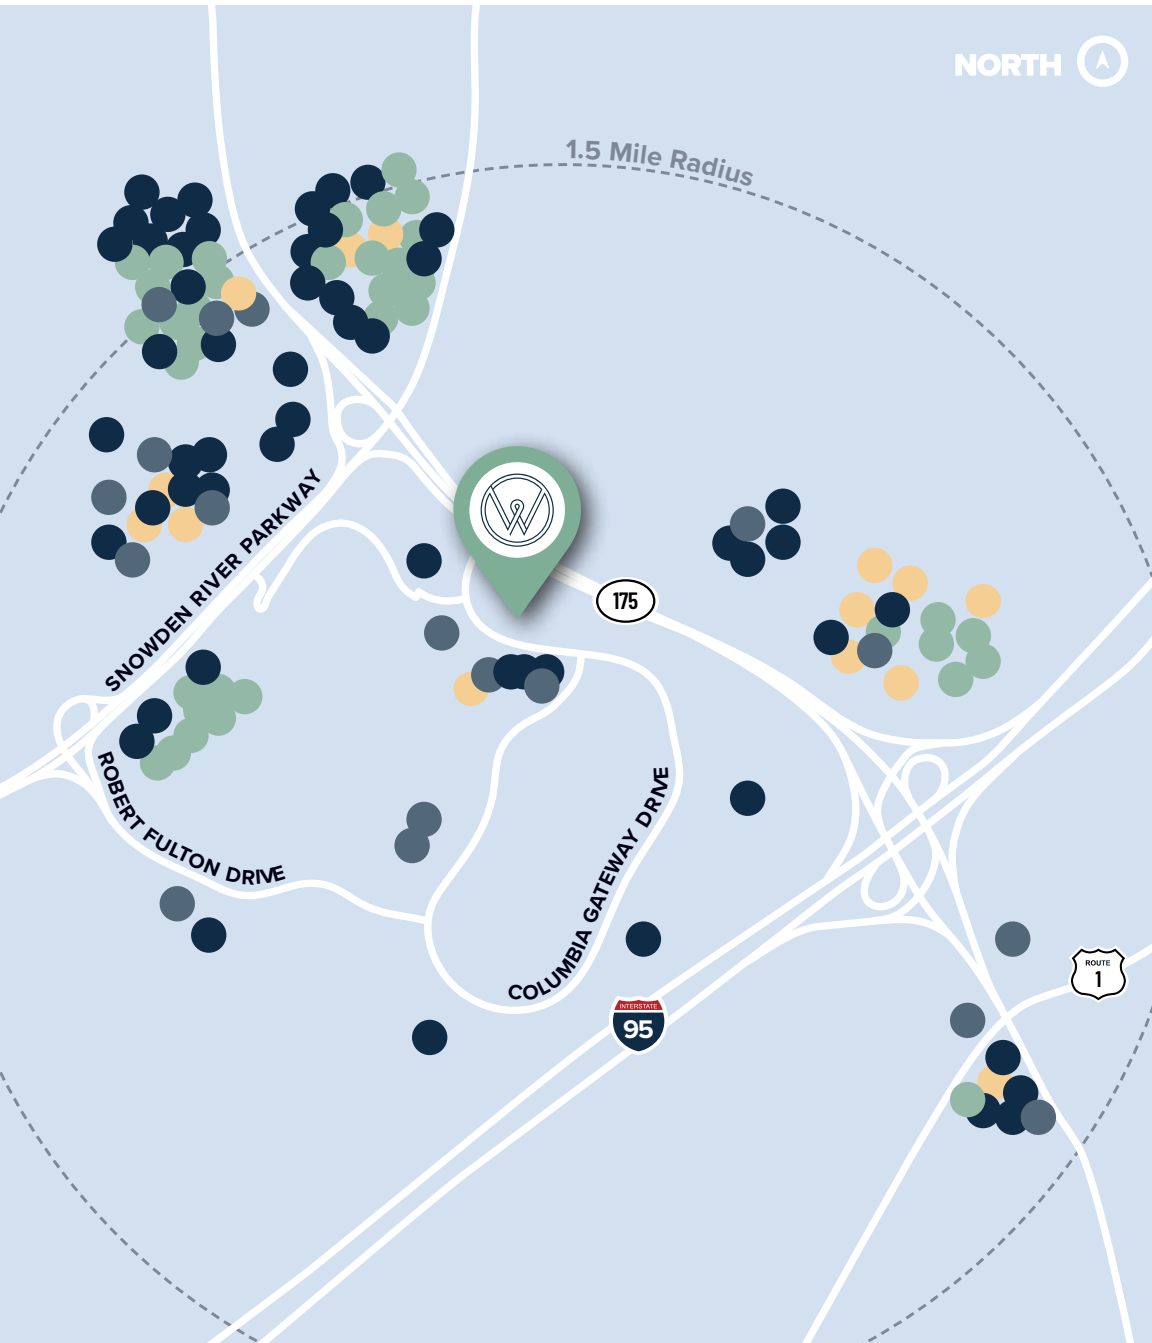 NORTH
1.5 Mile Radius
SNOWDEN RIVER PARKWAY
175
ROBERT FULTON DRIVE
COLUMBIA GATEWAY DRIVE
ROUTE
1
INTERSTATE
95